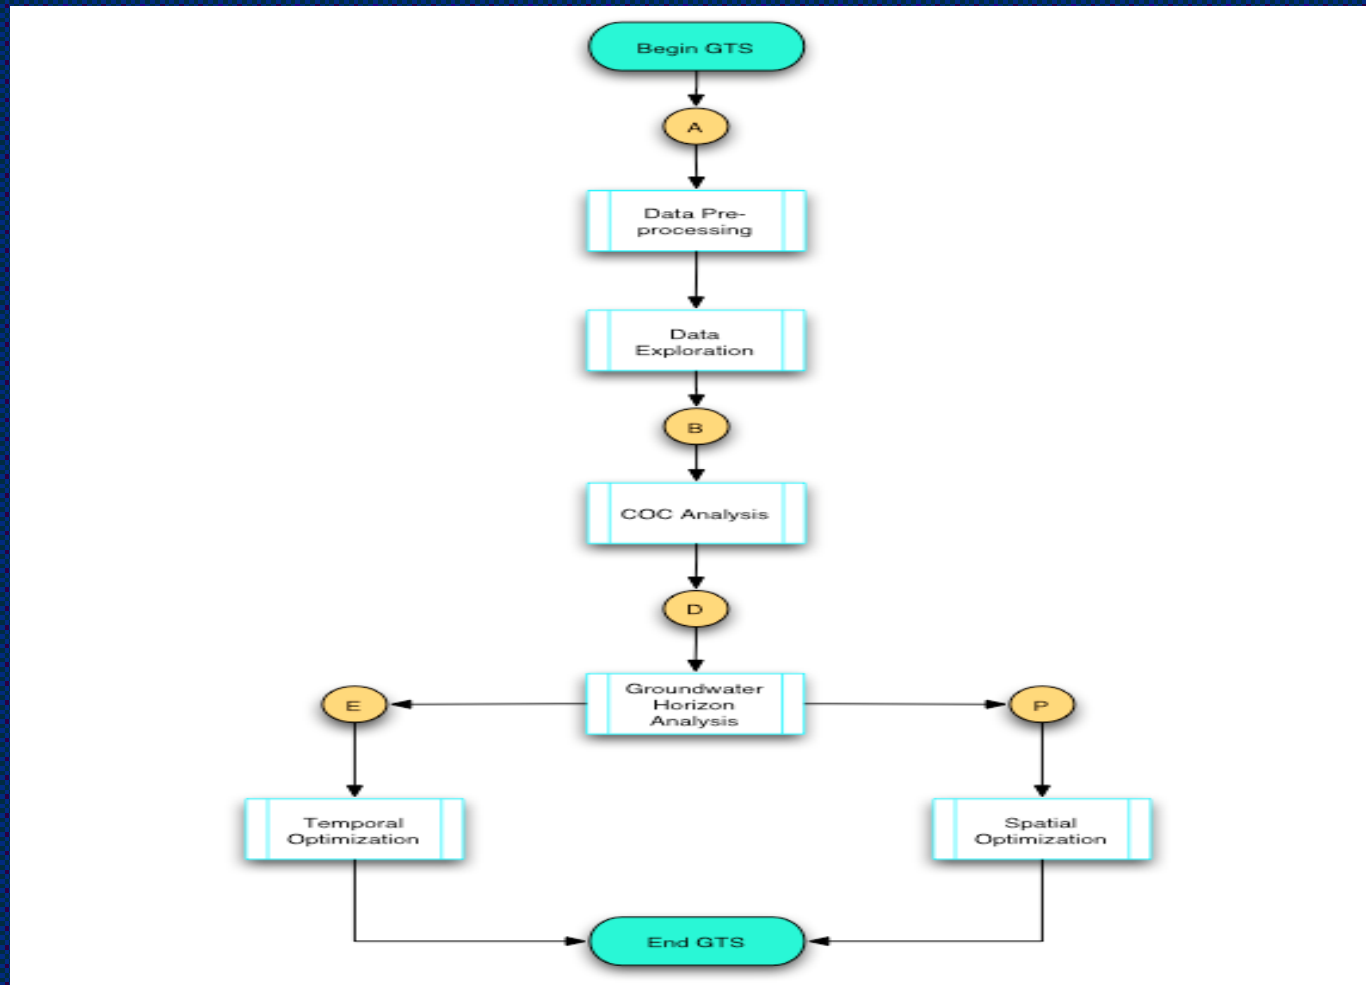 Begin GTS
A
Data Pre-
processing
Data
Exploration
B
COC Analysis
D
Groundwater
Horizon
Analysis
E
P
Temporal
Optimization
Spatial
Optimization
End GTS